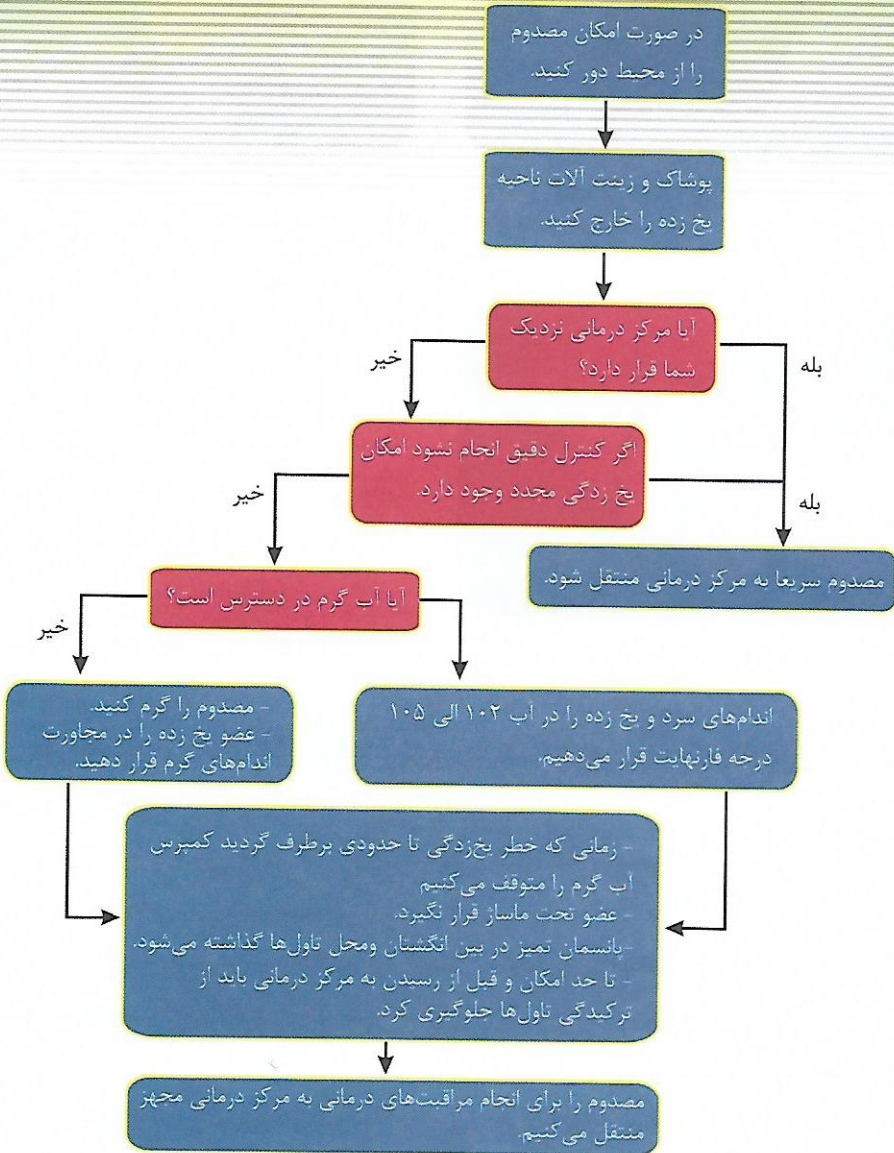 در صورت امکان مصدوم
را از محیط دور کنید.
پوشاک و زینت آلات ناحیه
یخ زده را خارج کنید.
آیا مرکز درمانی نزدیک
شما قرار دارد؟
بله
خیر
اگر کنترل دقیق انجام نشود امکان
یخ زدگی مجدد وجود دارد.
بله
خیر
مصدوم سریعا به مرکز درمانی منتقل شود.
آیا آب گرم در دسترس است؟
خیر
اندام‌های سرد و یخ زده را در آب ۱۰۲ الی ۱۰۵
درجه فارنهایت قرار می‌دهیم.
- مصدوم را گرم کنید.
- عضو یخ زده را در مجاورت
اندام‌های گرم قرار دهید.
- زمانی که خطر یخ‌زدگی تا حدودی برطرف گردید کمپرس
آب گرم را متوقف می‌کنیم
- عضو تحت ماساژ قرار نگیرد.
-پانسمان تمیز در بین انگشتان ومحل تاول‌ها گذاشته می‌شود.
- تا حد امکان و قبل از رسیدن به مرکز درمانی باید از
ترکیدگی تاول‌ها جلوگیری کرد.
مصدوم را برای انجام مراقبت‌های درمانی به مرکز درمانی مجهز
منتقل می‌کنیم.